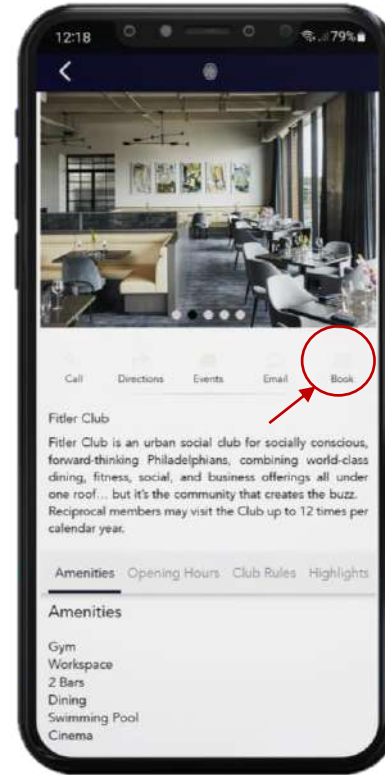 12:18 79%
Call Directions Events Email Book
Fitler Club
Fitler Club is an urban social club for socially conscious,
forward-thinking Philadelphians, combining world-class
dining, fitness, social, and business offerings all under
one roof... but it's the community that creates the buzz.
Reciprocal members may visit the Club up to 12 times per
calendar year.
Amenities Opening Hours Club Rules Highlights
Amenities
Gym
Workspace
2 Bars
Dining
Swimming Pool
Cinema